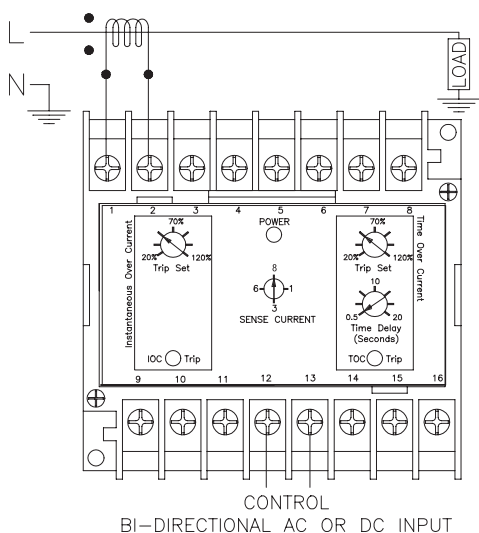 L
N
LOAD
1 2 3 4 5 6 7 8
Instantaneous Over Current
70%
20% 120%
Trip Set
IOC Trip
POWER
8
6 1
3
SENSE CURRENT
Time Over Current
70%
20% 120%
Trip Set
10
0.5 20
Time Delay
(Seconds)
TOC Trip
9 10 11 12 13 14 15 16
CONTROL
BI-DIRECTIONAL AC OR DC INPUT